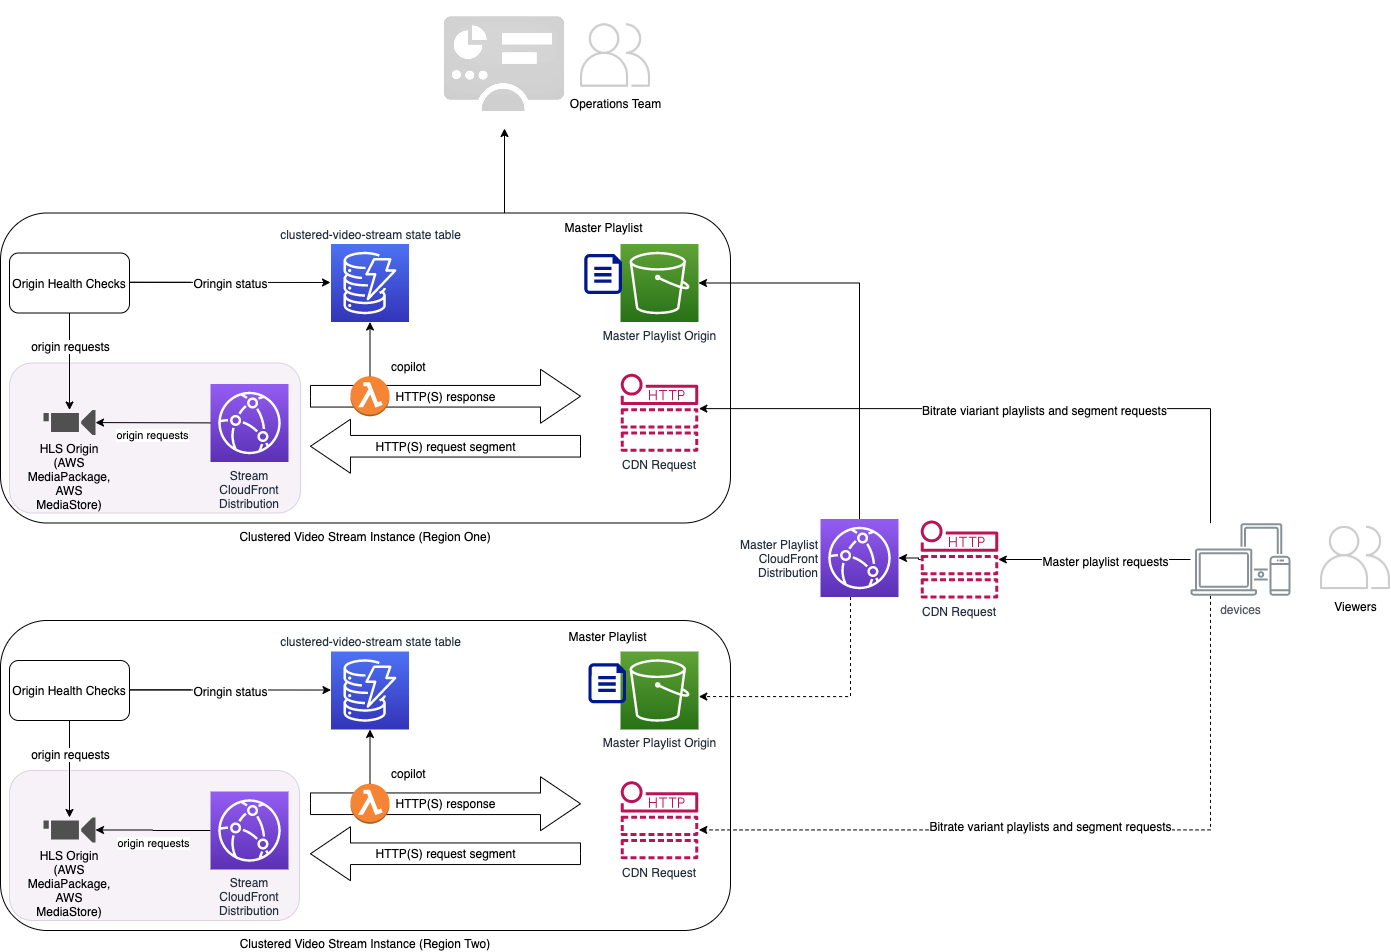 Operations Team
clustered-video-stream state table
Master Playlist
Origin Health Checks
Oringin status
Master Playlist Origin
origin requests
copilot
HTTP(S) response
HTTP
Bitrate viariant playlists and segment requests
origin requests
HTTP(S) request segment
HLS Origin
(AWS
MediaPackage,
AWS
MediaStore)
Stream
CloudFront
Distribution
CDN Request
Clustered Video Stream Instance (Region One)
Master Playlist
CloudFront
Distribution
HTTP
CDN Request
Master playlist requests
devices
Viewers
clustered-video-stream state table
Master Playlist
Origin Health Checks
Oringin status
Master Playlist Origin
origin requests
copilot
HTTP(S) response
HTTP
Bitrate variant playlists and segment requests
origin requests
HTTP(S) request segment
HLS Origin
(AWS
MediaPackage,
AWS
MediaStore)
Stream
CloudFront
Distribution
CDN Request
Clustered Video Stream Instance (Region Two)